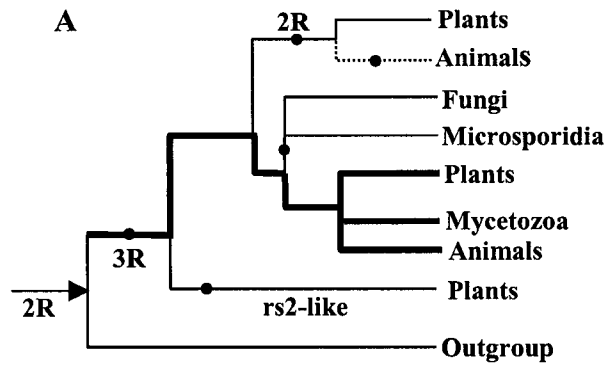 A
2R
Plants
Animals
Fungi
Microsporidia
Plants
Mycetozoa
Animals
3R
Plants
rs2-like
2R
Outgroup